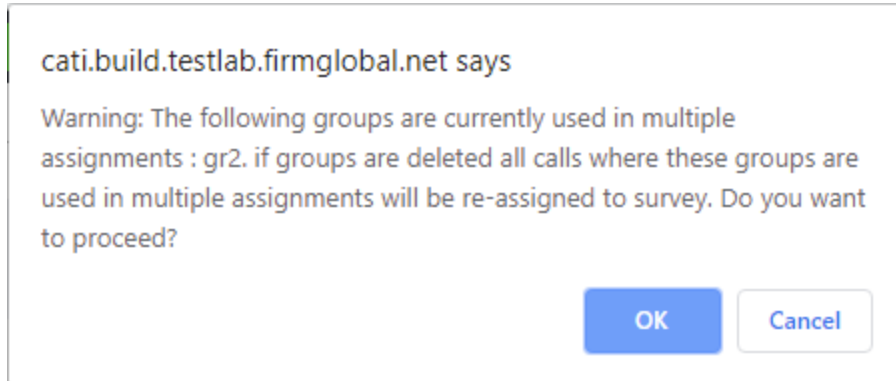 cati.build.testlab.firmglobal.net says
Warning: The following groups are currently used in multiple
assignments : gr2. if groups are deleted all calls where these groups are
used in multiple assignments will be re-assigned to survey. Do you want
to proceed?
OK
Cancel